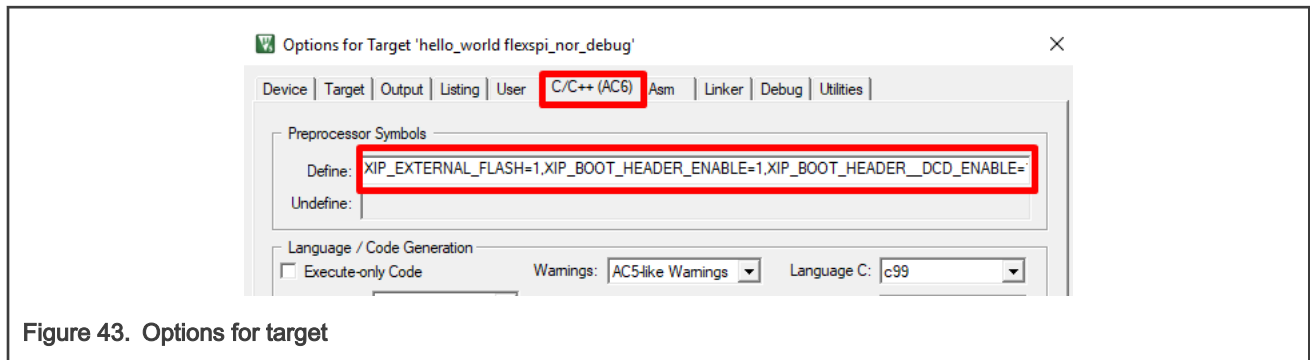 Options for Target 'hello_world flexspi_nor_debug'
Device Target Output Listing User C/C++ (AC6) Asm Linker Debug Utilities
Preprocessor Symbols
Define: XIP_EXTERNAL_FLASH=1,XIP_BOOT_HEADER_ENABLE=1,XIP_BOOT_HEADER__DCD_ENABLE=
Undefine:
Language / Code Generation
Execute-only Code Warnings: AC5-like Warnings Language C: c99
Figure 43. Options for target